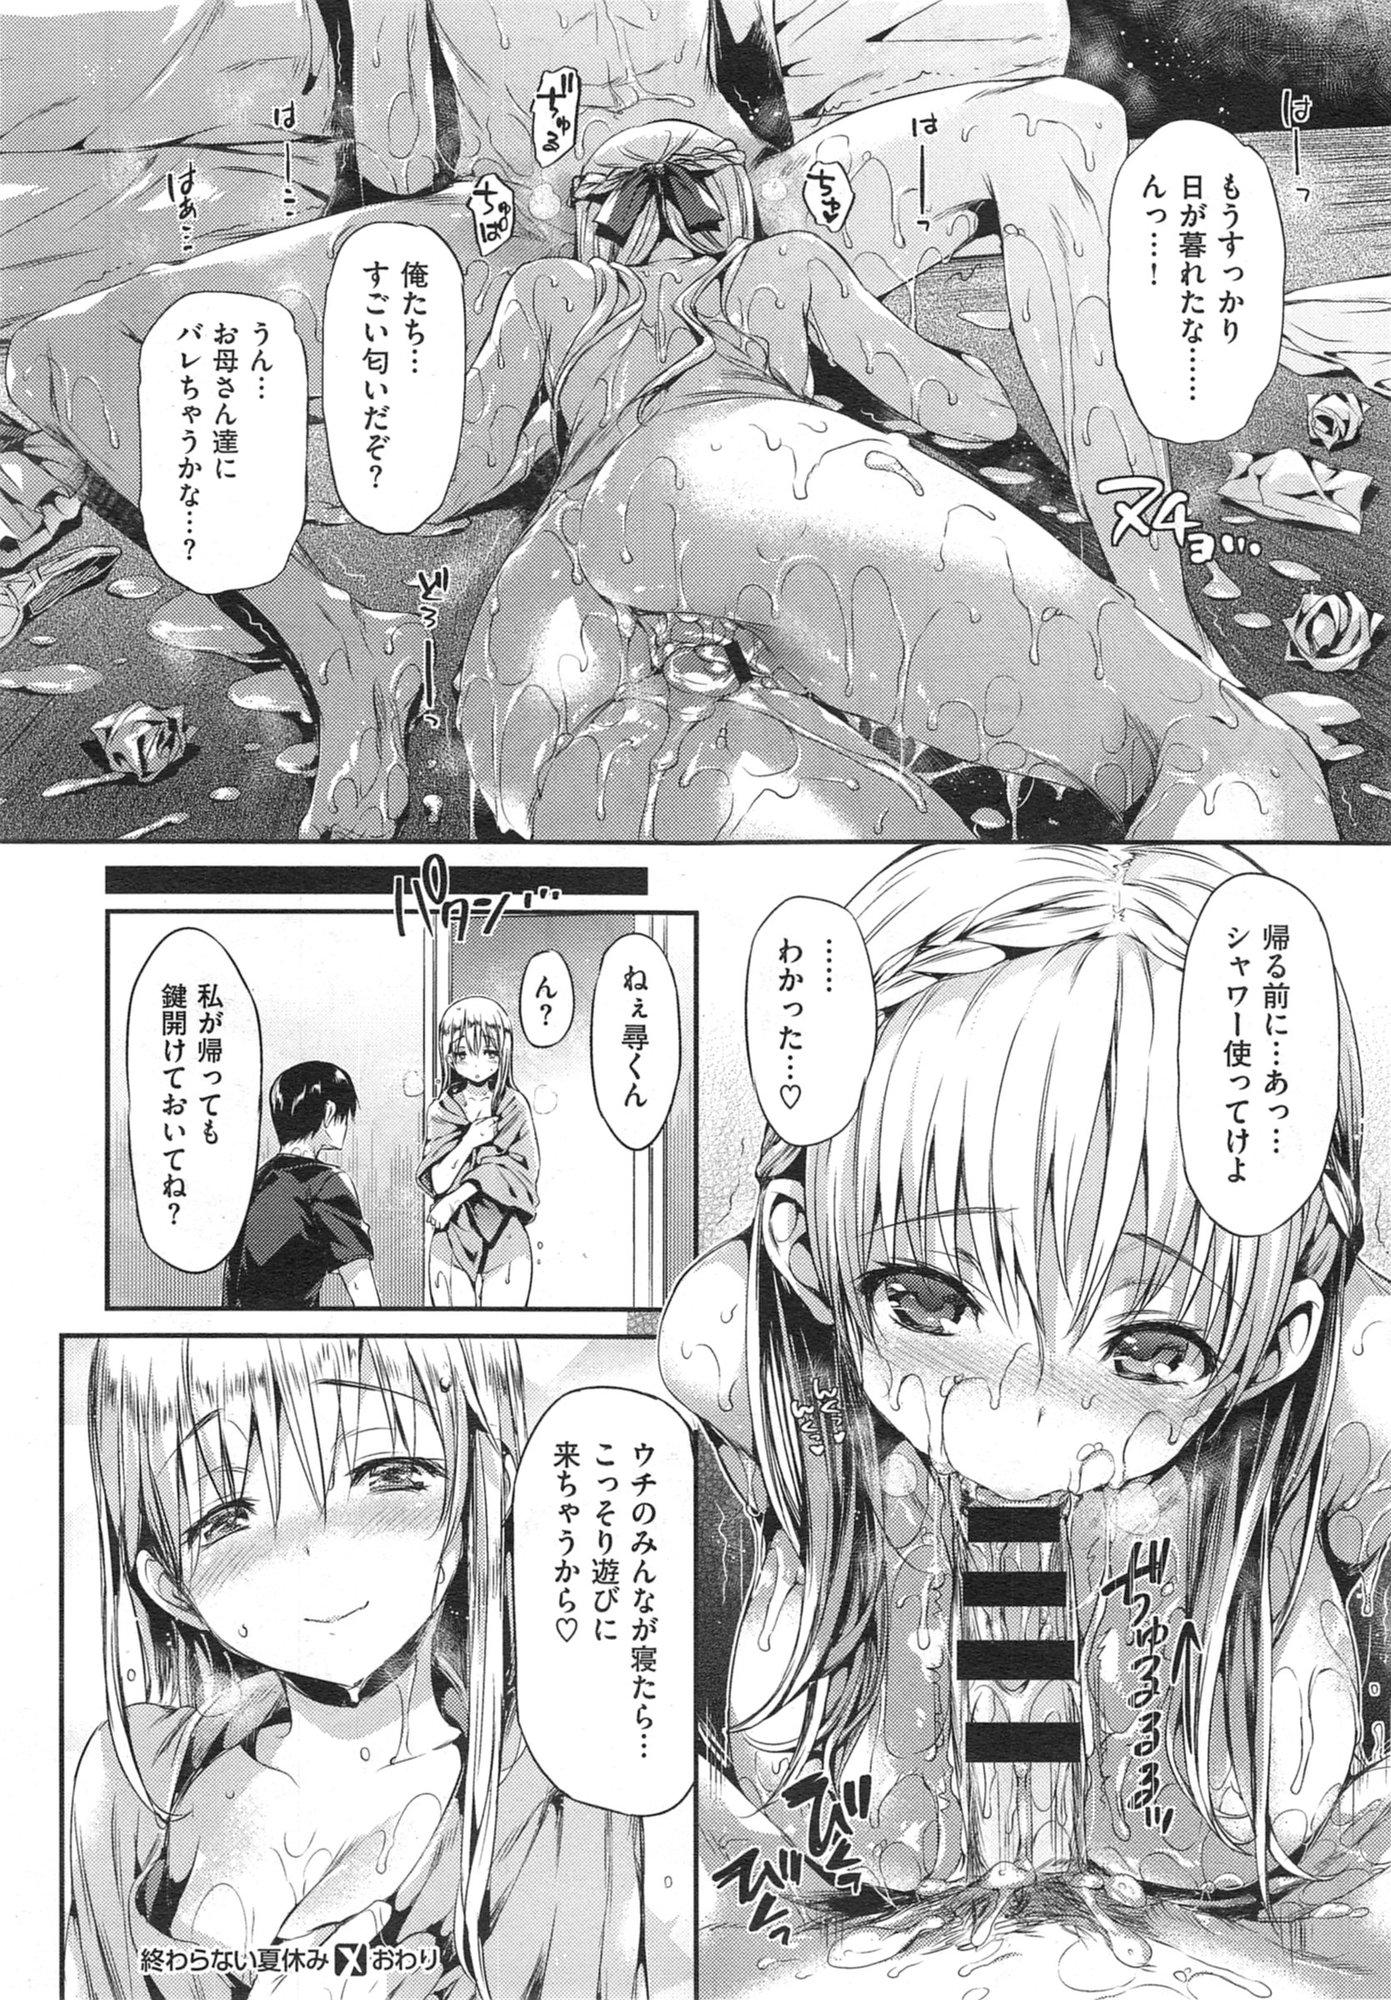 もうすっかり
日が暮れたな……
んっ…！
はーっ
はーっ
ちゅ♥
ぢゅる
ちゅぱ
はーっ
はぁ…
俺たち…
すごい匂いだぞ？
うん…
お母さん達に
バレちゃうかな…？
ヌチョ…
どろーっ
帰る前に…あっ…
シャワー使ってけよ
……
わかった…♡
ぢゅるるるる
びくびく
パタン…
ねぇ尋くん
ん？
私が帰っても
鍵開けておいてね？
ウチのみんなが寝たら…
こっそり遊びに
来ちゃうから♡
終わらない夏休み おわり